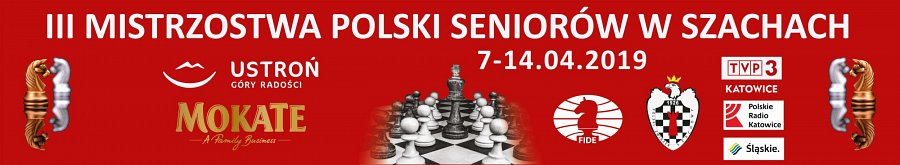 III MISTRZOSTWA POLSKI SENIORÓW W SZACHACH
7-14.04.2019
USTROŃ
GÓRY RADOŚCI
MOKATE
A Family Business
FIDE
1926
TVP3
KATOWICE
Polskie
Radio
Katowice
Śląskie.